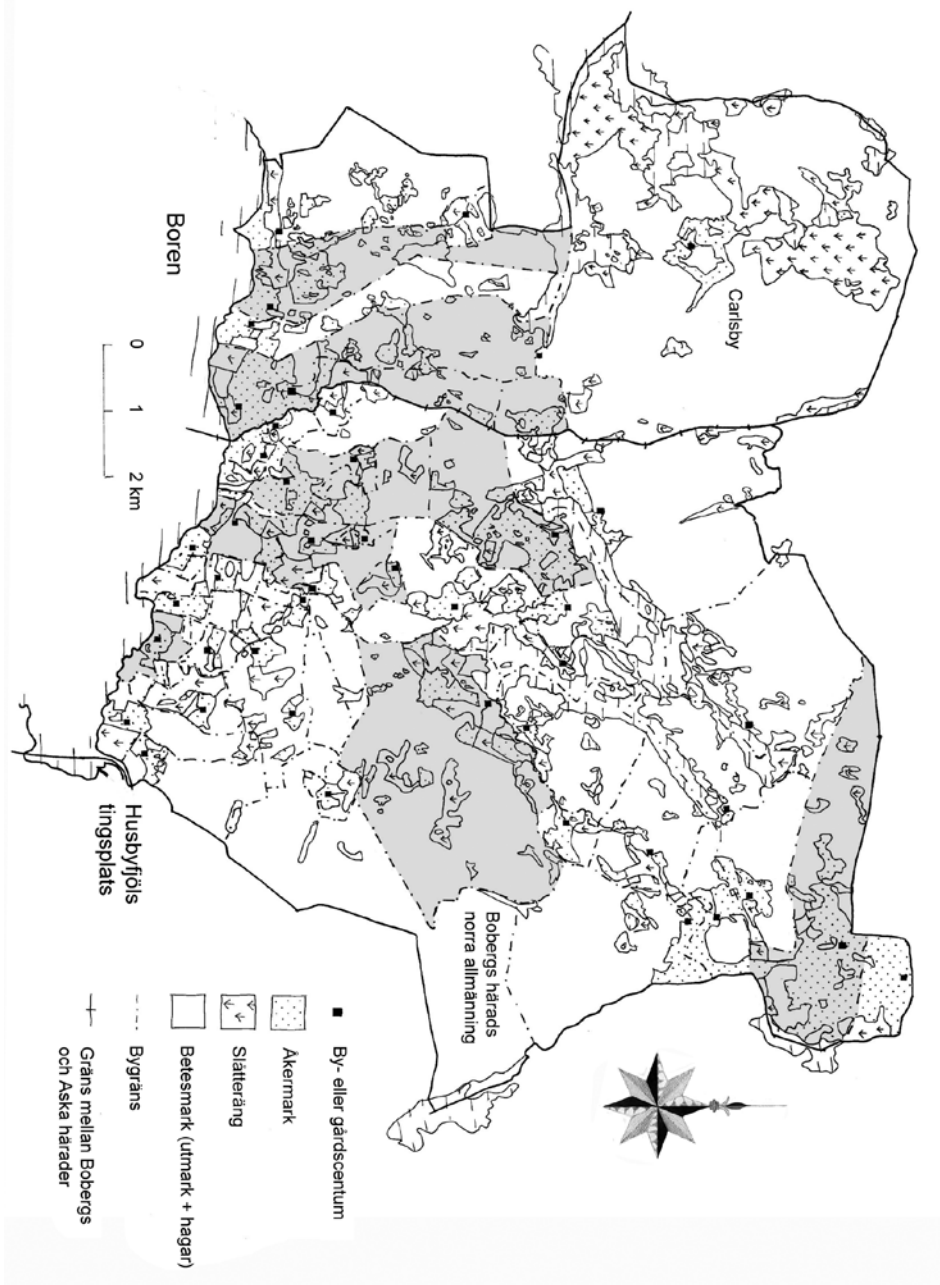 Carlsby
Boren
0 1 2 km
Bobergs härads
norra allmänning
Husbyfjöls
tingsplats
By- eller gårdscentum
Åkermark
Slåtteräng
Betesmark (utmark + hagar)
Bygräns
Gräns mellan Bobergs
och Aska härader